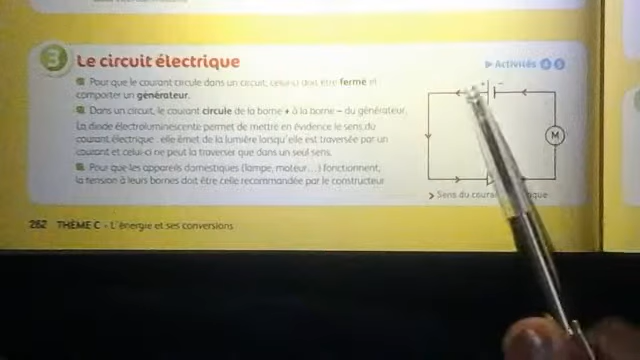 3 Le circuit électrique
▶ Activités 4 5
Pour que le courant circule dans un circuit, celui-ci doit être fermé et
comporter un générateur.
Dans un circuit, le courant circule de la borne + à la borne – du générateur.
La diode électroluminescente permet de mettre en évidence le sens du
courant électrique : elle émet de la lumière lorsqu'elle est traversée par un
courant et celui-ci ne peut la traverser que dans un seul sens.
Pour que les appareils domestiques (lampe, moteur...) fonctionnent,
la tension à leurs bornes doit être celle recommandée par le constructeur
+ –
M
> Sens du
262 THÈME C • L'énergie et ses conversions